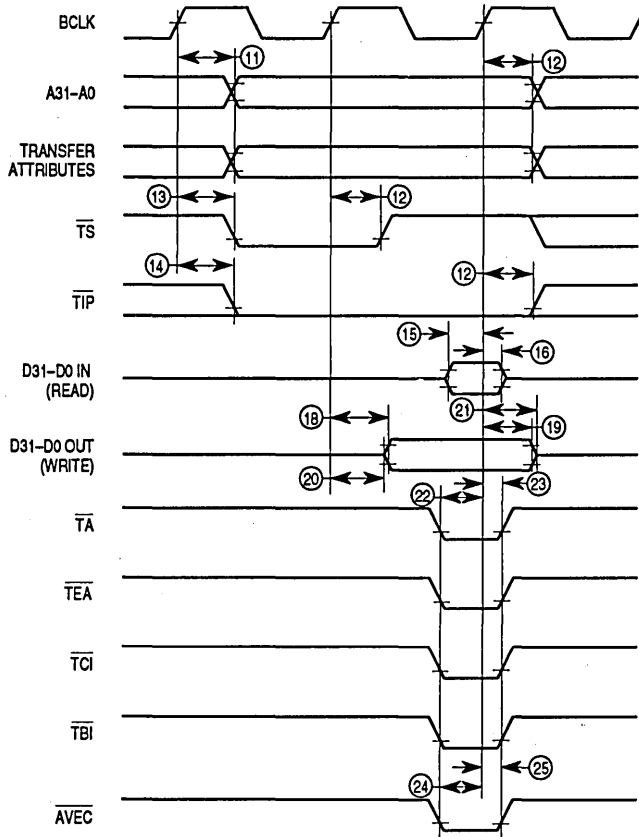 BCLK
⑪
⑫
A31–A0
TRANSFER
ATTRIBUTES
⑬
⑫
TS
⑭
⑫
TIP
⑮
⑯
D31–D0 IN
(READ)
⑱
㉑
⑲
D31–D0 OUT
(WRITE)
⑳
㉒
㉓
TA
TEA
TCI
TBI
㉔
㉕
AVEC